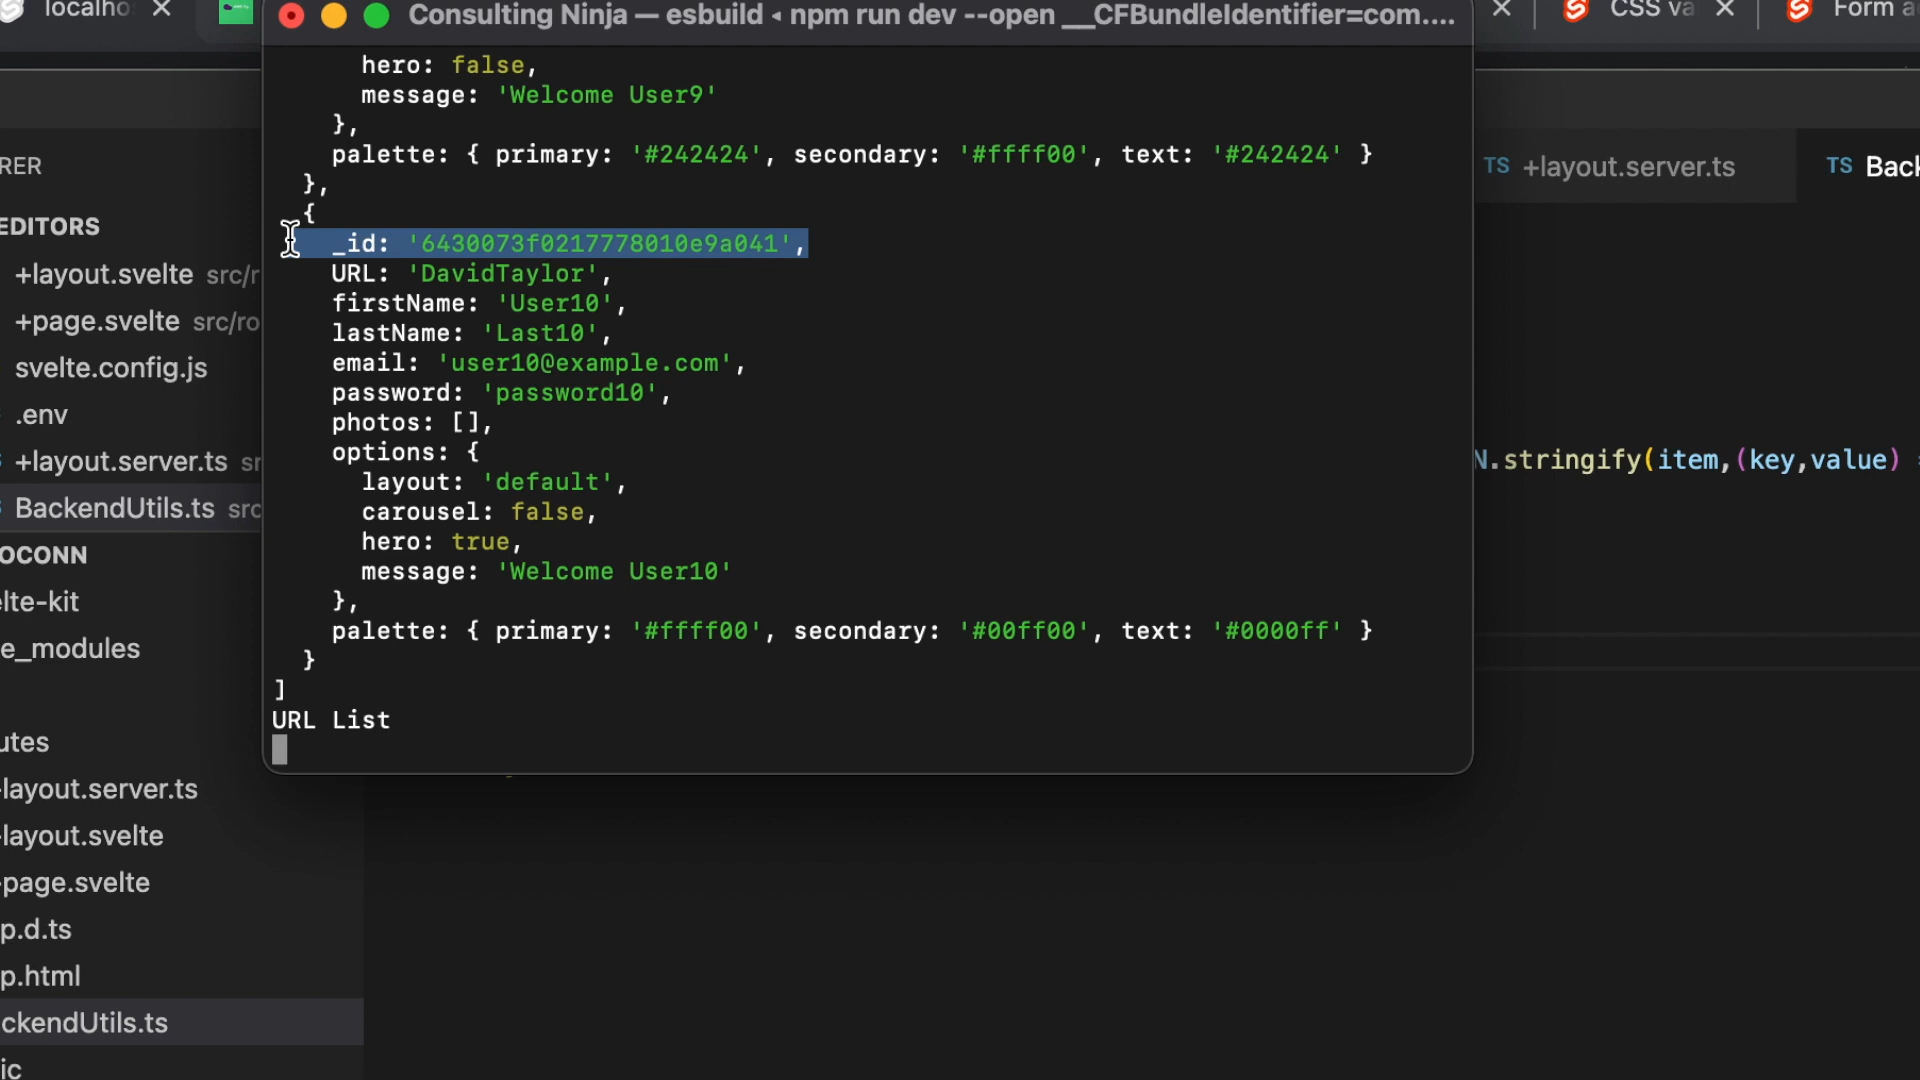 localho
Consulting Ninja — esbuild ◂ npm run dev --open __CFBundleIdentifier=com....
CSS va
Form a
hero: false,
message: 'Welcome User9'
},
palette: { primary: '#242424', secondary: '#ffff00', text: '#242424' }
},
{
_id: '6430073f0217778010e9a041',
URL: 'DavidTaylor',
firstName: 'User10',
lastName: 'Last10',
email: 'user10@example.com',
password: 'password10',
photos: [],
options: {
layout: 'default',
carousel: false,
hero: true,
message: 'Welcome User10'
},
palette: { primary: '#ffff00', secondary: '#00ff00', text: '#0000ff' }
}
]
URL List
RER
EDITORS
+layout.svelte src/r
+page.svelte src/ro
svelte.config.js
.env
+layout.server.ts sr
BackendUtils.ts src
OCONN
elte-kit
e_modules
utes
-layout.server.ts
-layout.svelte
-page.svelte
p.d.ts
p.html
ckendUtils.ts
ic
TS +layout.server.ts
TS Back
N.stringify(item,(key,value)